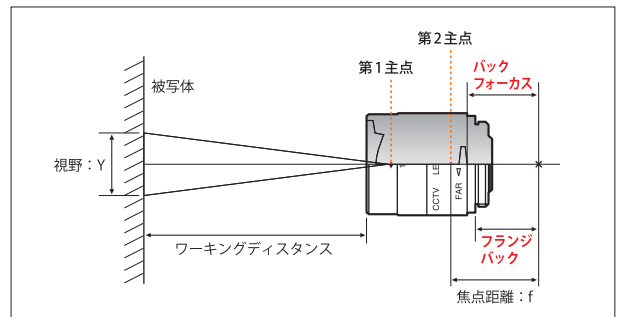 第2主点
第1主点
バック
フォーカス
被写体
視野：Y
CCTV LE
FAR
ワーキングディスタンス
フランジ
バック
焦点距離：f